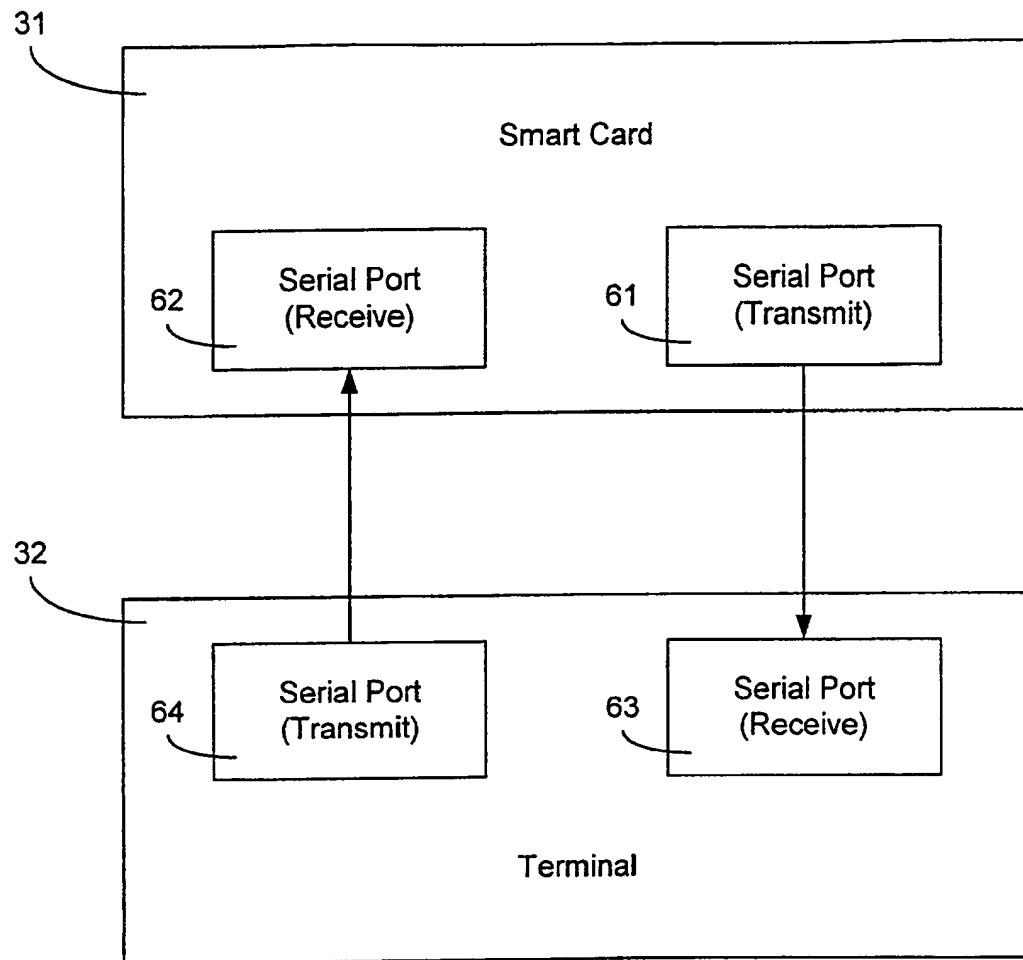 31
Smart Card
62
Serial Port
(Receive)
61
Serial Port
(Transmit)
32
64
Serial Port
(Transmit)
63
Serial Port
(Receive)
Terminal